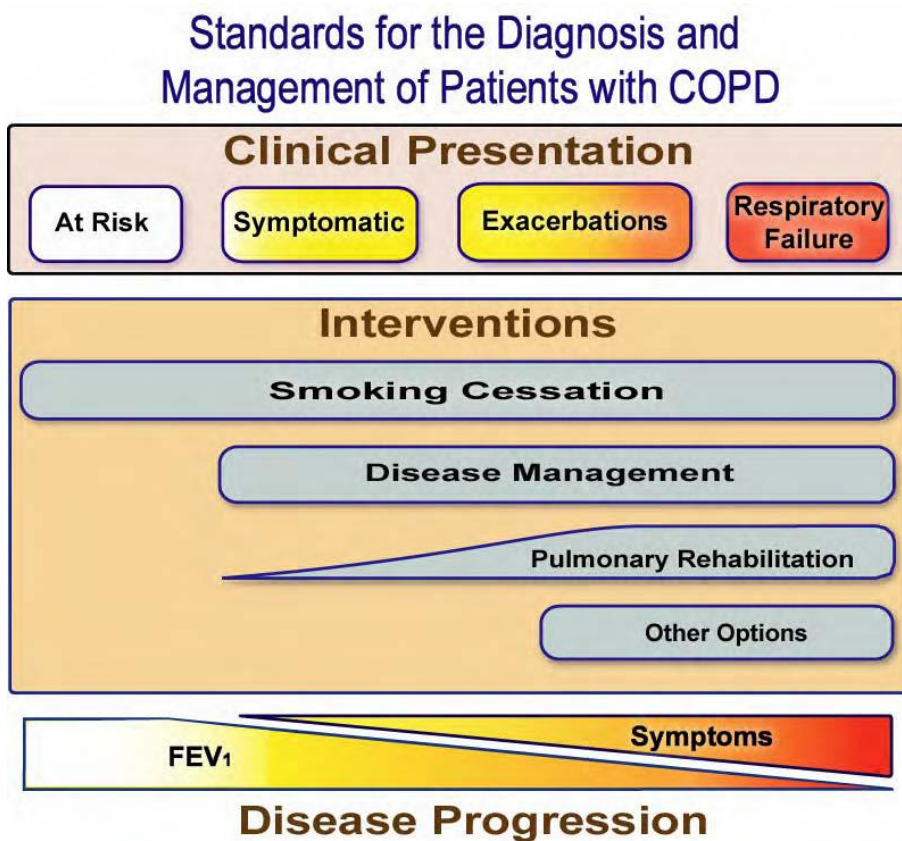 Standards for the Diagnosis and
Management of Patients with COPD
Clinical Presentation
At Risk
Symptomatic
Exacerbations
Respiratory
Failure
Interventions
Smoking Cessation
Disease Management
Pulmonary Rehabilitation
Other Options
Symptoms
FEV₁
Disease Progression